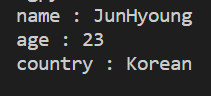 name : JunHyoung
age : 23
country : Korean